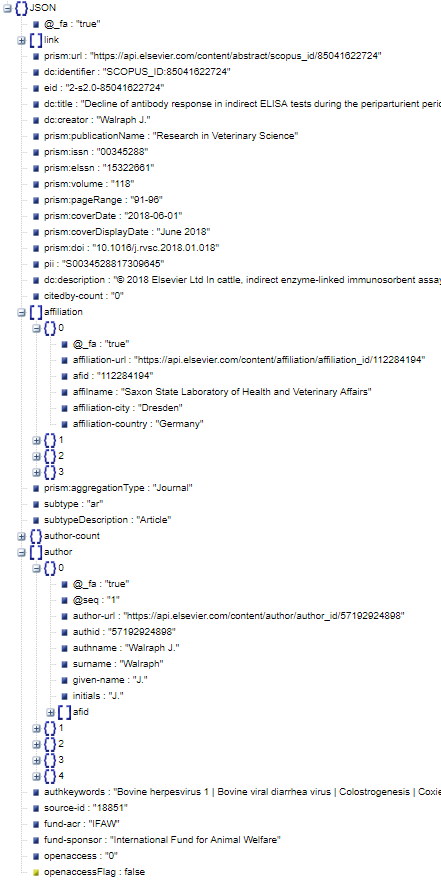 JSON
@_fa : "true"
link
prism:url : "https://api.elsevier.com/content/abstract/scopus_id/85041622724"
dc:identifier : "SCOPUS_ID:85041622724"
eid : "2-s2.0-85041622724"
dc:title : "Decline of antibody response in indirect ELISA tests during the periparturient peri
dc:creator : "Walraph J."
prism:publicationName : "Research in Veterinary Science"
prism:issn : "00345288"
prism:eissn : "15322661"
prism:volume : "118"
prism:pageRange : "91-96"
prism:coverDate : "2018-06-01"
prism:coverDisplayDate : "June 2018"
prism:doi : "10.1016/j.rvsc.2018.01.018"
pii : "S0034528817309645"
dc:description : "© 2018 Elsevier Ltd In cattle, indirect enzyme-linked immunosorbent assay
citedby-count : "0"
affiliation
0
@_fa : "true"
affiliation-url : "https://api.elsevier.com/content/affiliation/affiliation_id/112284194"
afid : "112284194"
affilname : "Saxon State Laboratory of Health and Veterinary Affairs"
affiliation-city : "Dresden"
affiliation-country : "Germany"
1
2
3
prism:aggregationType : "Journal"
subtype : "ar"
subtypeDescription : "Article"
author-count
author
0
@_fa : "true"
@seq : "1"
author-url : "https://api.elsevier.com/content/author/author_id/57192924898"
authid : "57192924898"
authname : "Walraph J."
surname : "Walraph"
given-name : "J."
initials : "J."
afid
1
2
3
4
authkeywords : "Bovine herpesvirus 1 | Bovine viral diarrhea virus | Colostrogenesis | Coxie
source-id : "18851"
fund-acr : "IFAW"
fund-sponsor : "International Fund for Animal Welfare"
openaccess : "0"
openaccessFlag : false